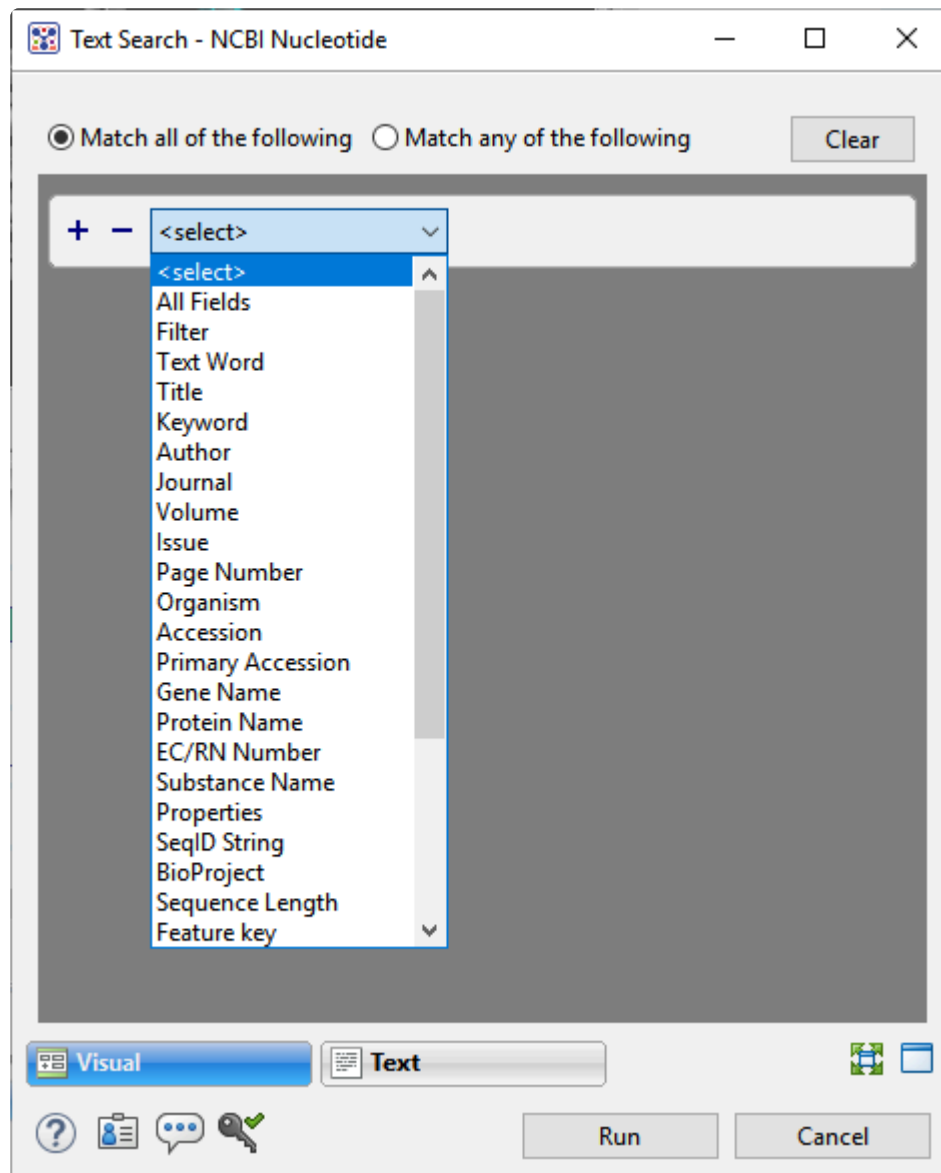 Text Search - NCBI Nucleotide
Match all of the following Match any of the following Clear
+ − <select>
<select>
All Fields
Filter
Text Word
Title
Keyword
Author
Journal
Volume
Issue
Page Number
Organism
Accession
Primary Accession
Gene Name
Protein Name
EC/RN Number
Substance Name
Properties
SeqID String
BioProject
Sequence Length
Feature key
Visual Text
Run Cancel